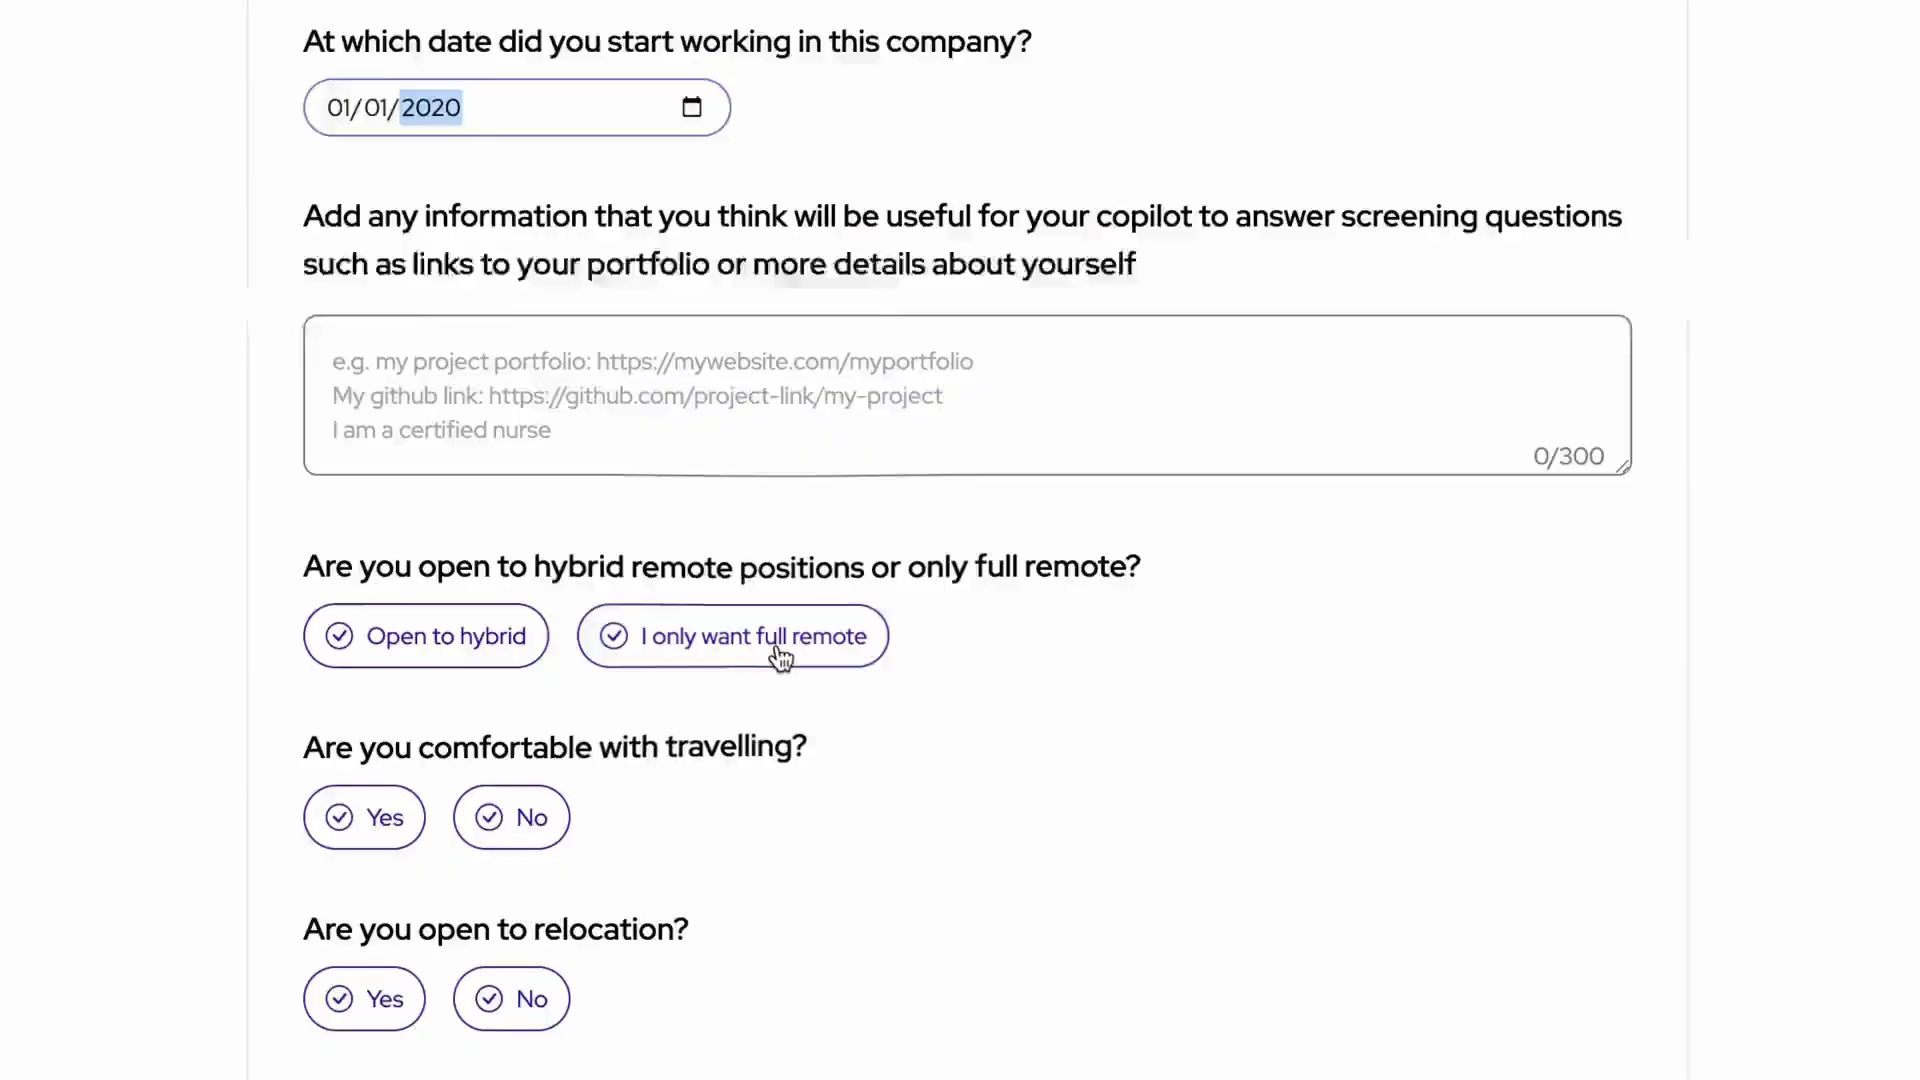 At which date did you start working in this company?
01/01/2020
Add any information that you think will be useful for your copilot to answer screening questions
such as links to your portfolio or more details about yourself
e.g. my project portfolio: https://mywebsite.com/myportfolio
My github link: https://github.com/project-link/my-project
I am a certified nurse
0/300
Are you open to hybrid remote positions or only full remote?
Open to hybrid
I only want full remote
Are you comfortable with travelling?
Yes
No
Are you open to relocation?
Yes
No